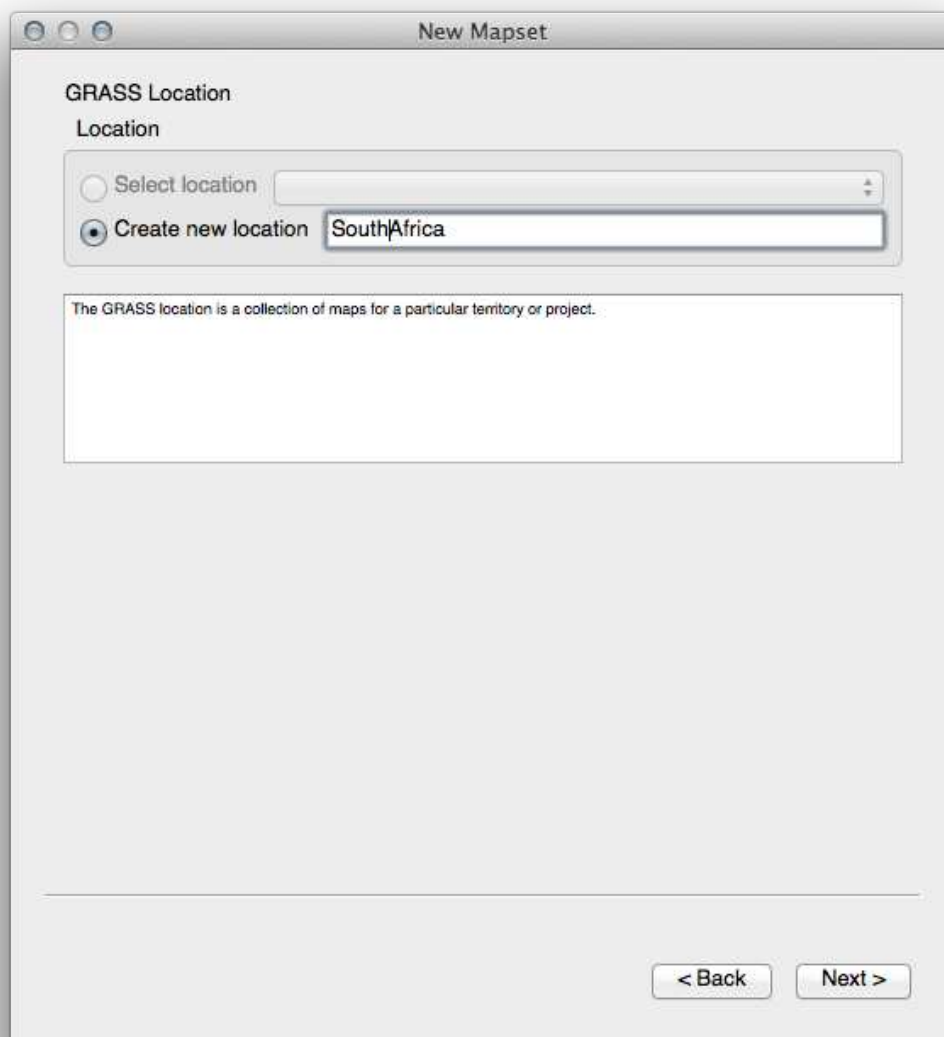 New Mapset
GRASS Location
Location
Select location
Create new location SouthAfrica
The GRASS location is a collection of maps for a particular territory or project.
< Back Next >